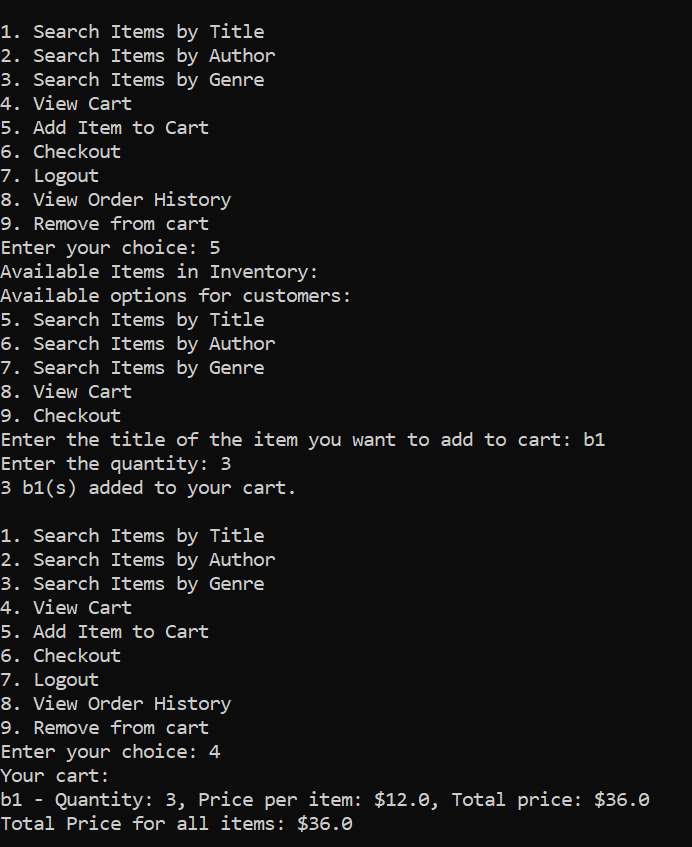 1. Search Items by Title
2. Search Items by Author
3. Search Items by Genre
4. View Cart
5. Add Item to Cart
6. Checkout
7. Logout
8. View Order History
9. Remove from cart
Enter your choice: 5
Available Items in Inventory:
Available options for customers:
5. Search Items by Title
6. Search Items by Author
7. Search Items by Genre
8. View Cart
9. Checkout
Enter the title of the item you want to add to cart: b1
Enter the quantity: 3
3 b1(s) added to your cart.
1. Search Items by Title
2. Search Items by Author
3. Search Items by Genre
4. View Cart
5. Add Item to Cart
6. Checkout
7. Logout
8. View Order History
9. Remove from cart
Enter your choice: 4
Your cart:
b1 - Quantity: 3, Price per item: $12.0, Total price: $36.0
Total Price for all items: $36.0